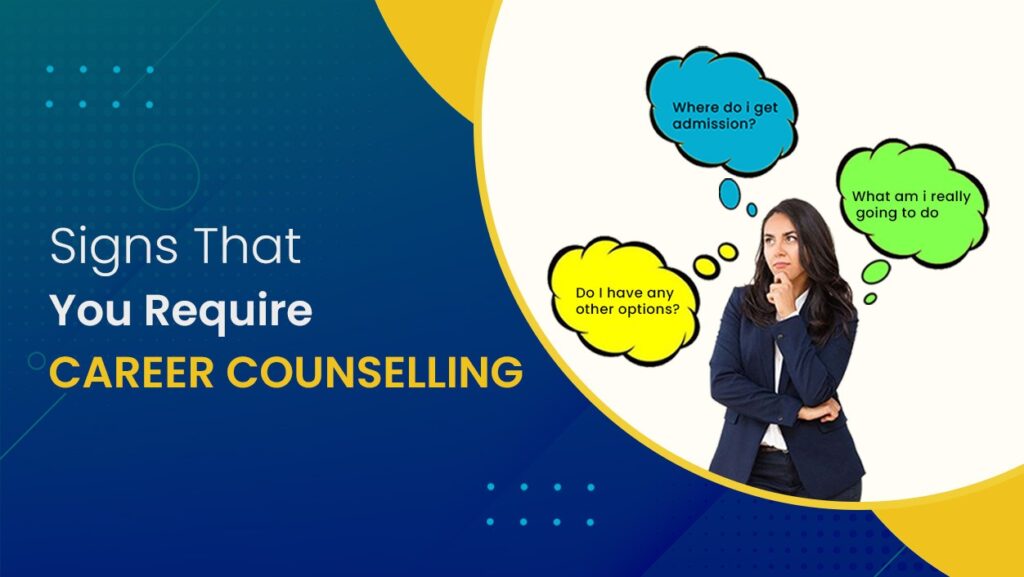 Signs That
You Require
CAREER COUNSELLING
Where do i get
admission?
What am i really
going to do
Do I have any
other options?